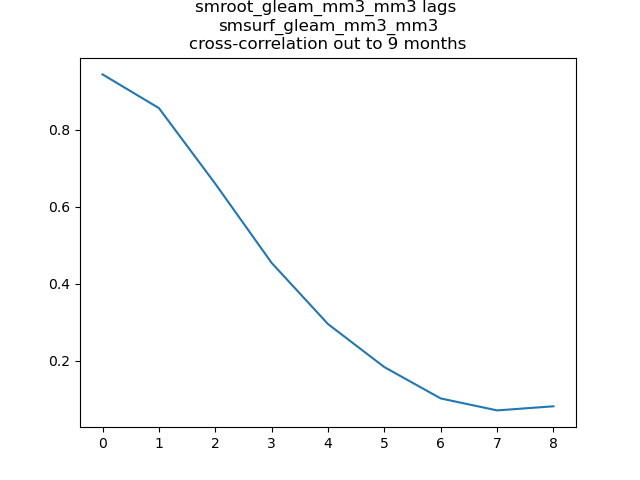 smroot_gleam_mm3_mm3 lags
smsurf_gleam_mm3_mm3
cross-correlation out to 9 months
0.8
0.6
0.4
0.2
0 1 2 3 4 5 6 7 8